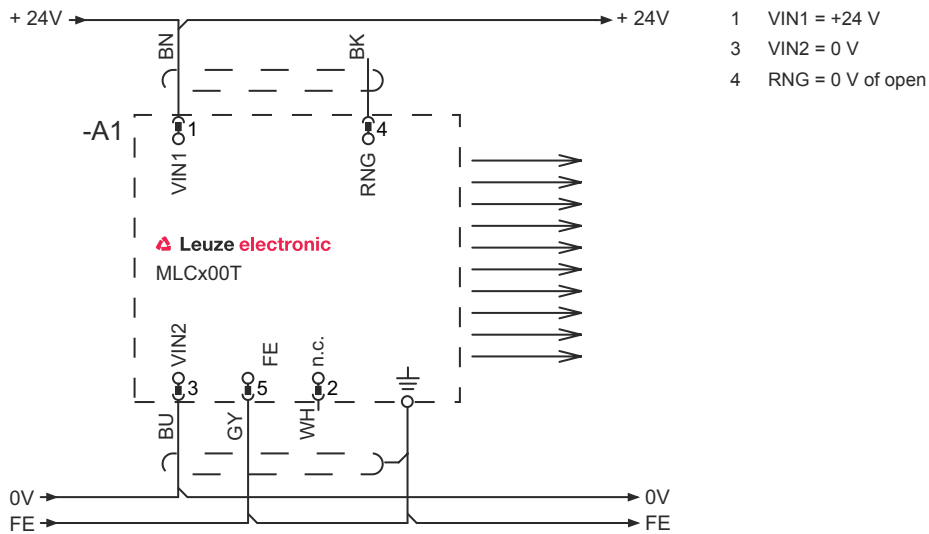 + 24V
+ 24V
1 VIN1 = +24 V
3 VIN2 = 0 V
4 RNG = 0 V of open
BN
BK
-A1
1
4
VIN1
RNG
Leuze electronic
MLCx00T
VIN2
FE
n.c.
3
5
2
BU
GY
WH
0V
0V
FE
FE